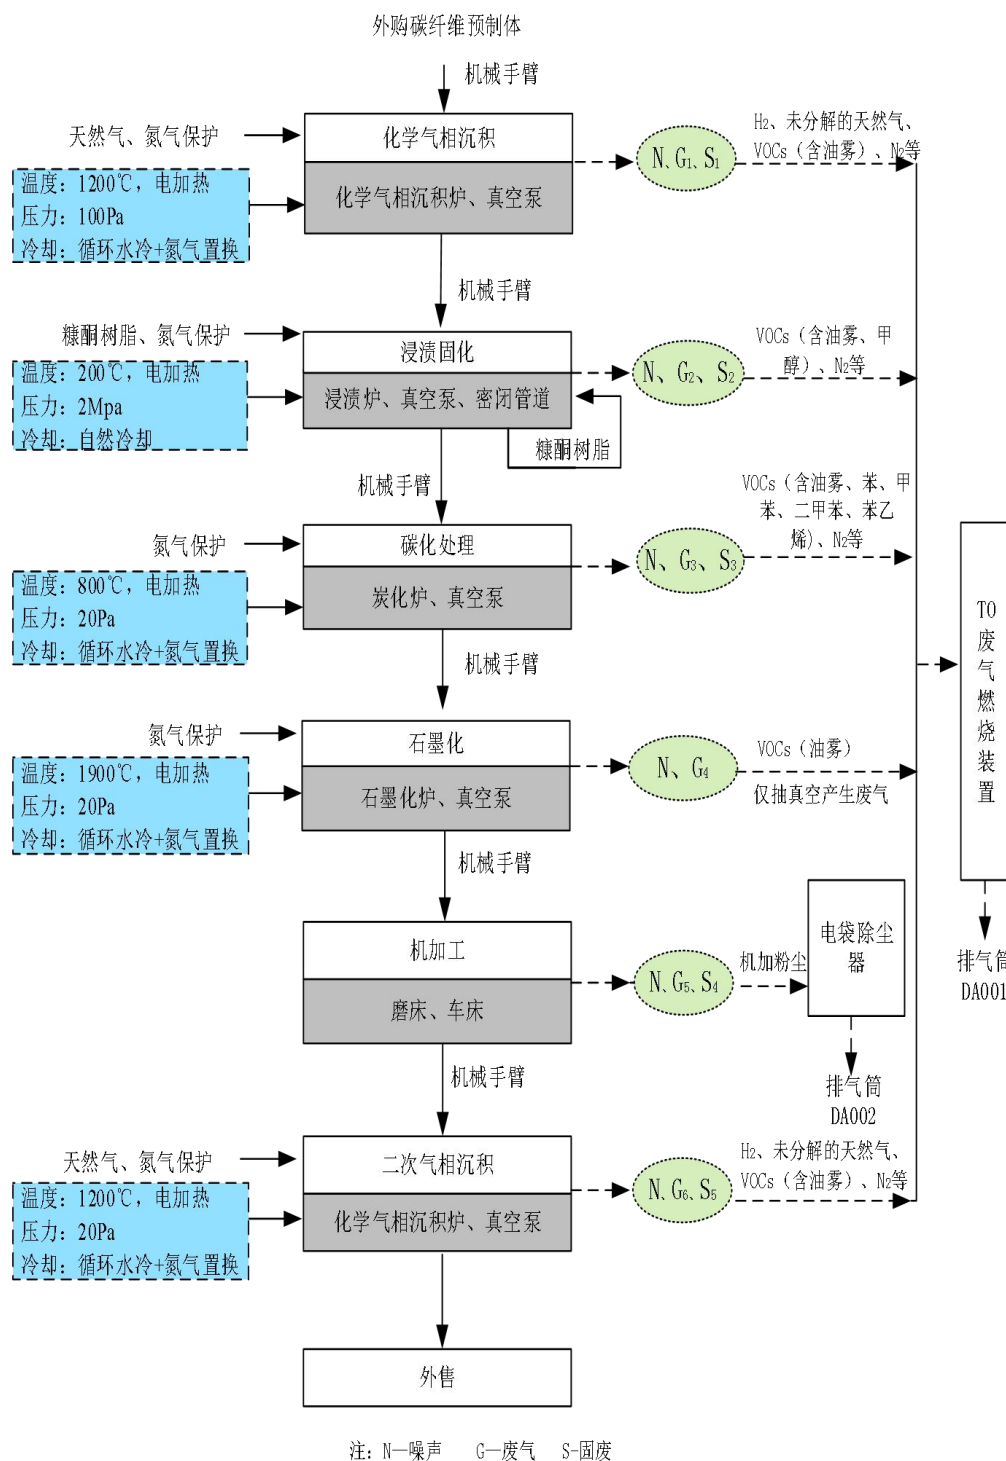 外购碳纤维预制体
机械手臂
天然气、氮气保护
化学气相沉积
化学气相沉积炉、真空泵
温度：1200℃，电加热
压力：100Pa
冷却：循环水冷+氮气置换
N、G₁、S₁
H₂、未分解的天然气、
VOCs（含油雾）、N₂等
机械手臂
糠酮树脂、氮气保护
浸渍固化
浸渍炉、真空泵、密闭管道
温度：200℃，电加热
压力：2Mpa
冷却：自然冷却
糠酮树脂
N、G₂、S₂
VOCs（含油雾、甲
醇）、N₂等
机械手臂
氮气保护
碳化处理
炭化炉、真空泵
温度：800℃，电加热
压力：20Pa
冷却：循环水冷+氮气置换
N、G₃、S₃
VOCs（含油雾、苯、甲
苯、二甲苯、苯乙
烯）、N₂等
TO
废
气
燃
烧
装
置
排气筒
DA001
机械手臂
氮气保护
石墨化
石墨化炉、真空泵
温度：1900℃，电加热
压力：20Pa
冷却：循环水冷+氮气置换
N、G₄
VOCs（油雾）
仅抽真空产生废气
机械手臂
机加工
磨床、车床
N、G₅、S₄
机加粉尘
电袋除尘
器
排气筒
DA002
机械手臂
天然气、氮气保护
二次气相沉积
化学气相沉积炉、真空泵
温度：1200℃，电加热
压力：20Pa
冷却：循环水冷+氮气置换
N、G₆、S₅
H₂、未分解的天然气、
VOCs（含油雾）、N₂等
外售
注：N—噪声 G—废气 S-固废